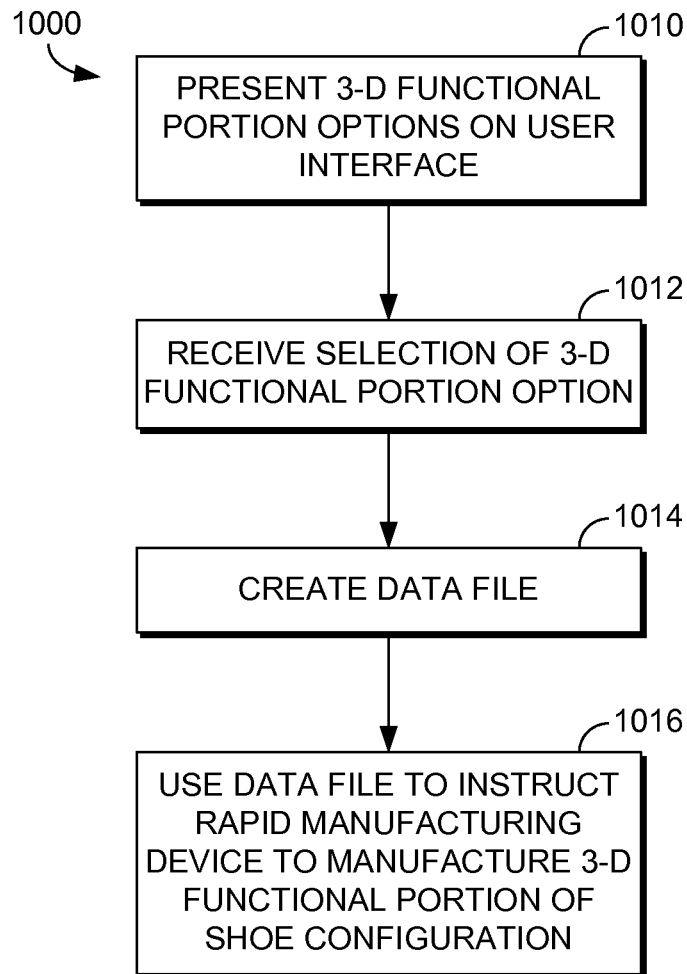 1000
1010
PRESENT 3-D FUNCTIONAL
PORTION OPTIONS ON USER
INTERFACE
1012
RECEIVE SELECTION OF 3-D
FUNCTIONAL PORTION OPTION
1014
CREATE DATA FILE
1016
USE DATA FILE TO INSTRUCT
RAPID MANUFACTURING
DEVICE TO MANUFACTURE 3-D
FUNCTIONAL PORTION OF
SHOE CONFIGURATION